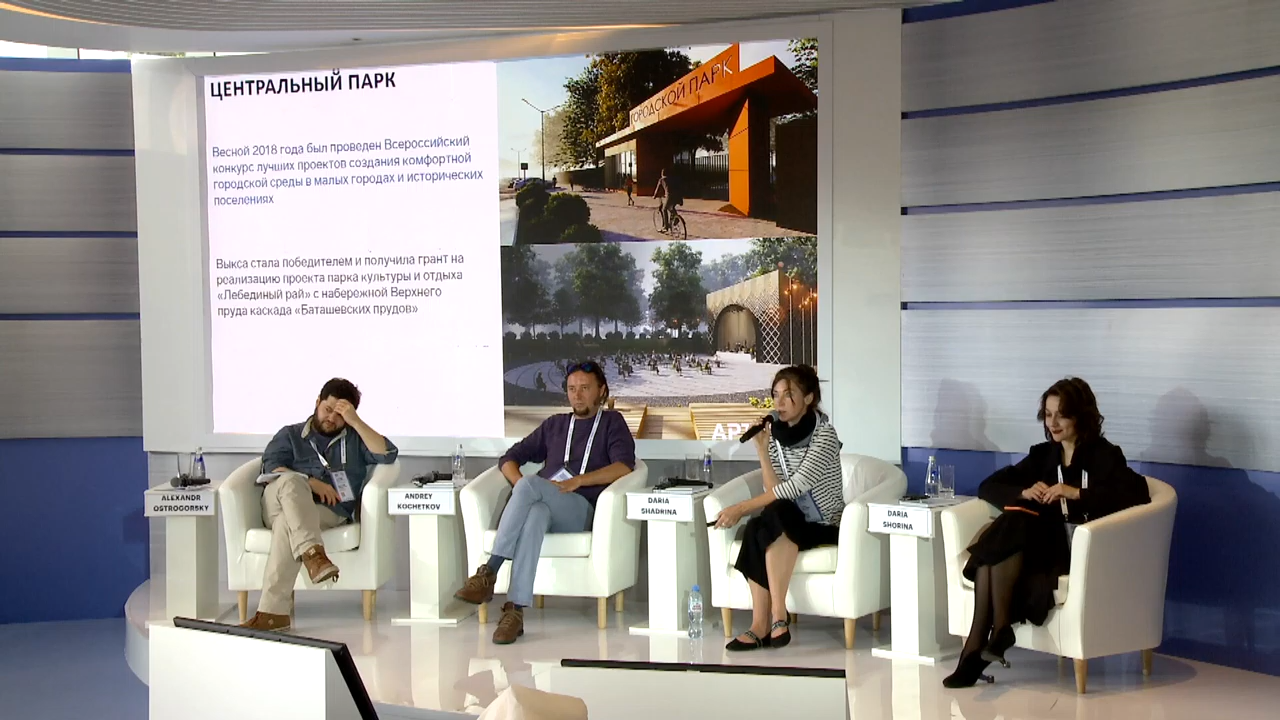 ЦЕНТРАЛЬНЫЙ ПАРК
Весной 2018 года был проведен Всероссийский
конкурс лучших проектов создания комфортной
городской среды в малых городах и исторических
поселениях
Выкса стала победителем и получила грант на
реализацию проекта парка культуры и отдыха
«Лебединый рай» с набережной Верхнего
пруда каскада «Баташевских прудов»
ГОРОДСКОЙ ПАРК
ALEXANDR
OSTROGORSKY
ANDREY
KOCHETKOV
DARIA
SHADRINA
DARIA
SHORINA